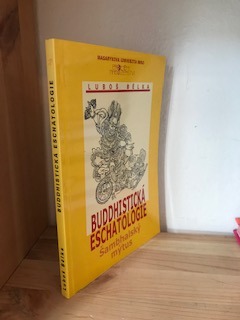 MASARYKOVA UNIVERZITA BRNO
LUBOŠ BĚLKA
BUDDHISTICKÁ
ESCHATOLOGIE
Šambhalský
mýtus
Luboš Bělka
BUDDHISTICKÁ ESCHATOLOGIE